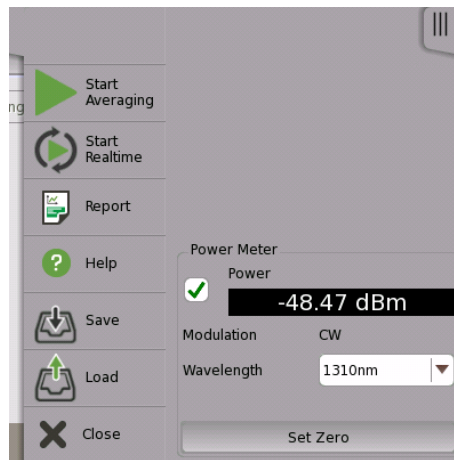 ng
Start
Averaging
Start
Realtime
Report
Help
Save
Load
Close
Power Meter
Power
-48.47 dBm
Modulation CW
Wavelength 1310nm
Set Zero